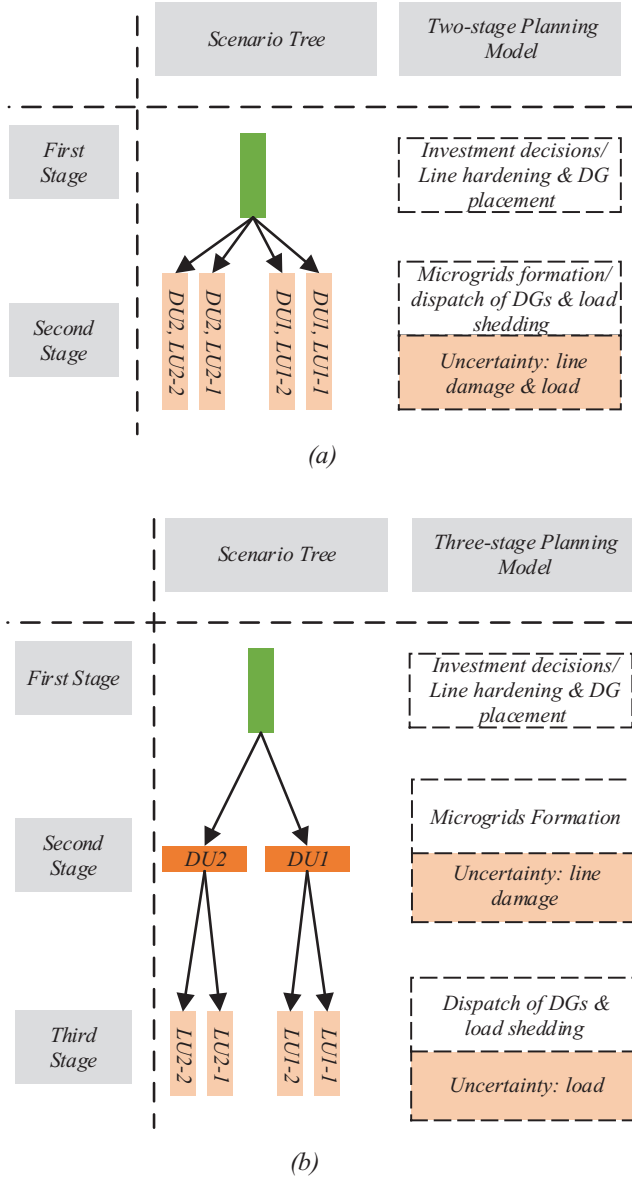 Scenario Tree
Two-stage Planning
Model
First
Stage
Investment decisions/
Line hardening & DG
placement
Second
Stage
DU2, LU2-2
DU2, LU2-1
DU1, LU1-2
DU1, LU1-1
Microgrids formation/
dispatch of DGs & load
shedding
Uncertainty: line
damage & load
(a)
Scenario Tree
Three-stage Planning
Model
First Stage
Investment decisions/
Line hardening & DG
placement
Second
Stage
DU2
DU1
Microgrids Formation
Uncertainty: line
damage
Third
Stage
LU2-2
LU2-1
LU1-2
LU1-1
Dispatch of DGs &
load shedding
Uncertainty: load
(b)